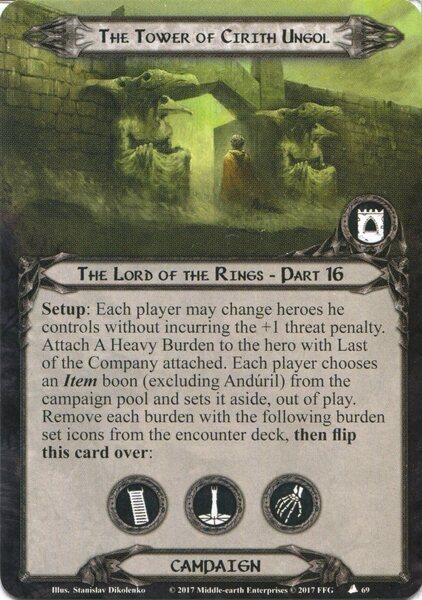 The Tower of Cirith Ungol
The Lord of the Rings - Part 16
Setup: Each player may change heroes he
controls without incurring the +1 threat penalty.
Attach A Heavy Burden to the hero with Last
of the Company attached. Each player chooses
an Item boon (excluding Andúril) from the
campaign pool and sets it aside, out of play.
Remove each burden with the following burden
set icons from the encounter deck, then flip
this card over:
CAMPAIGN
Illus. Stanislav Dikolenko © 2017 Middle-earth Enterprises © 2017 FFG 69